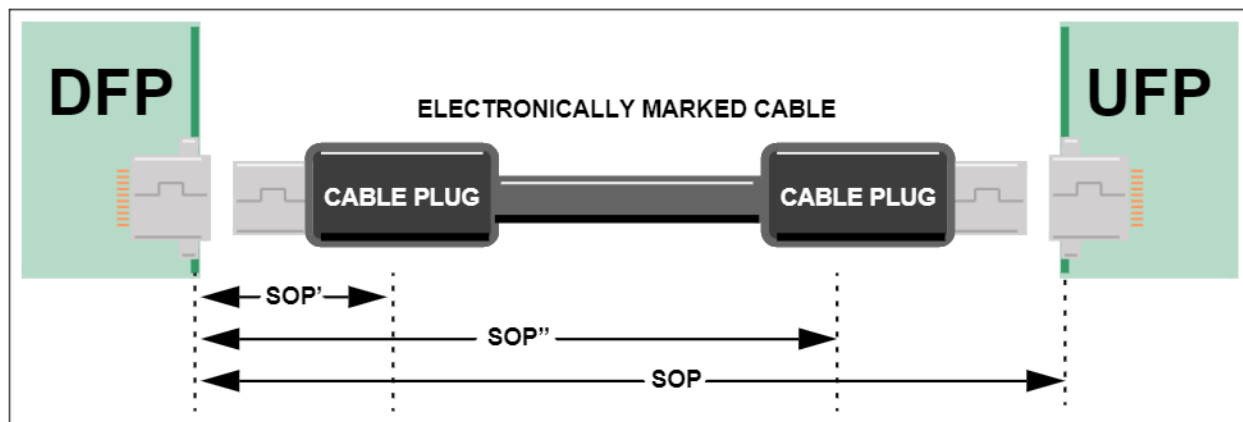 DFP
UFP
ELECTRONICALLY MARKED CABLE
CABLE PLUG
CABLE PLUG
SOP’
SOP”
SOP